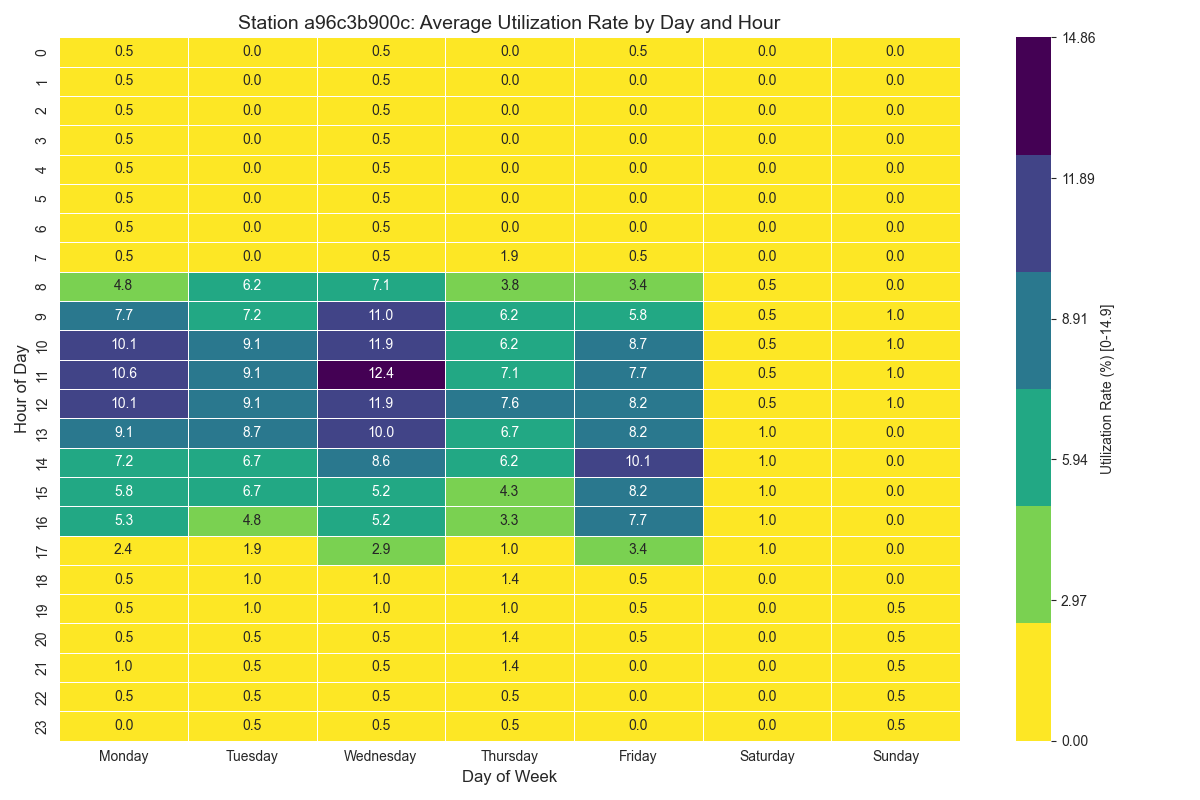 Station a96c3b900c: Average Utilization Rate by Day and Hour
0 0.5 0.0 0.5 0.0 0.5 0.0 0.0
1 0.5 0.0 0.5 0.0 0.0 0.0 0.0
2 0.5 0.0 0.5 0.0 0.0 0.0 0.0
3 0.5 0.0 0.5 0.0 0.0 0.0 0.0
4 0.5 0.0 0.5 0.0 0.0 0.0 0.0
5 0.5 0.0 0.5 0.0 0.0 0.0 0.0
6 0.5 0.0 0.5 0.0 0.0 0.0 0.0
7 0.5 0.0 0.5 1.9 0.5 0.0 0.0
8 4.8 6.2 7.1 3.8 3.4 0.5 0.0
9 7.7 7.2 11.0 6.2 5.8 0.5 1.0
10 10.1 9.1 11.9 6.2 8.7 0.5 1.0
11 10.6 9.1 12.4 7.1 7.7 0.5 1.0
12 10.1 9.1 11.9 7.6 8.2 0.5 1.0
13 9.1 8.7 10.0 6.7 8.2 1.0 0.0
14 7.2 6.7 8.6 6.2 10.1 1.0 0.0
15 5.8 6.7 5.2 4.3 8.2 1.0 0.0
16 5.3 4.8 5.2 3.3 7.7 1.0 0.0
17 2.4 1.9 2.9 1.0 3.4 1.0 0.0
18 0.5 1.0 1.0 1.4 0.5 0.0 0.0
19 0.5 1.0 1.0 1.0 0.5 0.0 0.5
20 0.5 0.5 0.5 1.4 0.0 0.0 0.5
21 1.0 0.5 0.5 1.4 0.0 0.0 0.5
22 0.5 0.5 0.5 0.5 0.0 0.0 0.5
23 0.0 0.5 0.5 0.5 0.0 0.0 0.5
Monday Tuesday Wednesday Thursday Friday Saturday Sunday
Day of Week
Hour of Day
14.86
11.89
8.91
5.94
2.97
0.00
Utilization Rate (%) [0-14.9]